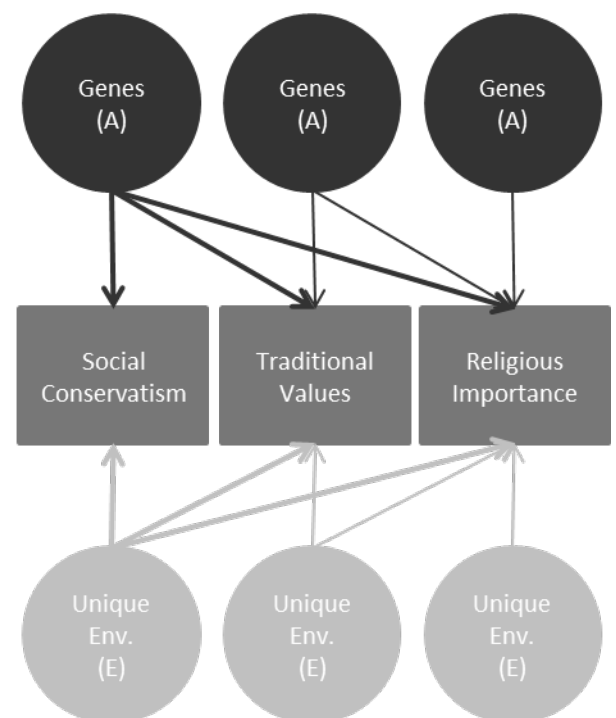 Genes
(A)
Genes
(A)
Genes
(A)
Social
Conservatism
Traditional
Values
Religious
Importance
Unique
Env.
(E)
Unique
Env.
(E)
Unique
Env.
(E)